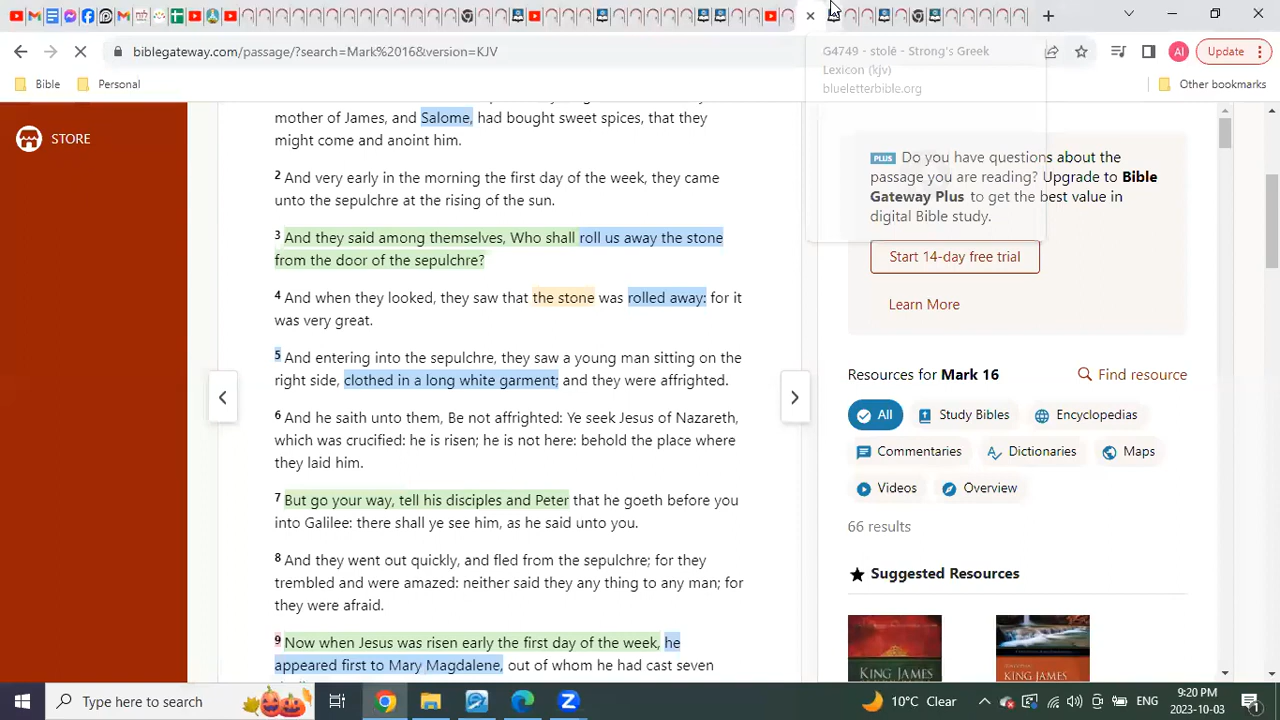 Update
biblegateway.com/passage/?search=Mark%2016&version=KJV
G4749 - stolē - Strong's Greek
Lexicon (kjv)
blueletterbible.org
Bible
Personal
Other bookmarks
STORE
mother of James, and Salome, had bought sweet spices, that they
might come and anoint him.
2 And very early in the morning the first day of the week, they came
unto the sepulchre at the rising of the sun.
3 And they said among themselves, Who shall roll us away the stone
from the door of the sepulchre?
4 And when they looked, they saw that the stone was rolled away: for it
was very great.
5 And entering into the sepulchre, they saw a young man sitting on the
right side, clothed in a long white garment; and they were affrighted.
6 And he saith unto them, Be not affrighted: Ye seek Jesus of Nazareth,
which was crucified: he is risen; he is not here: behold the place where
they laid him.
7 But go your way, tell his disciples and Peter that he goeth before you
into Galilee: there shall ye see him, as he said unto you.
8 And they went out quickly, and fled from the sepulchre; for they
trembled and were amazed: neither said they any thing to any man; for
they were afraid.
9 Now when Jesus was risen early the first day of the week, he
appeared first to Mary Magdalene, out of whom he had cast seven
PLUS Do you have questions about the
passage you are reading? Upgrade to Bible
Gateway Plus to get the best value in
digital Bible study.
Start 14-day free trial
Learn More
Resources for Mark 16
Find resource
All
Study Bibles
Encyclopedias
Commentaries
Dictionaries
Maps
Videos
Overview
66 results
Suggested Resources
KING JAMES
KING JAMES
Type here to search
10°C Clear
ENG
9:20 PM
2023-10-03